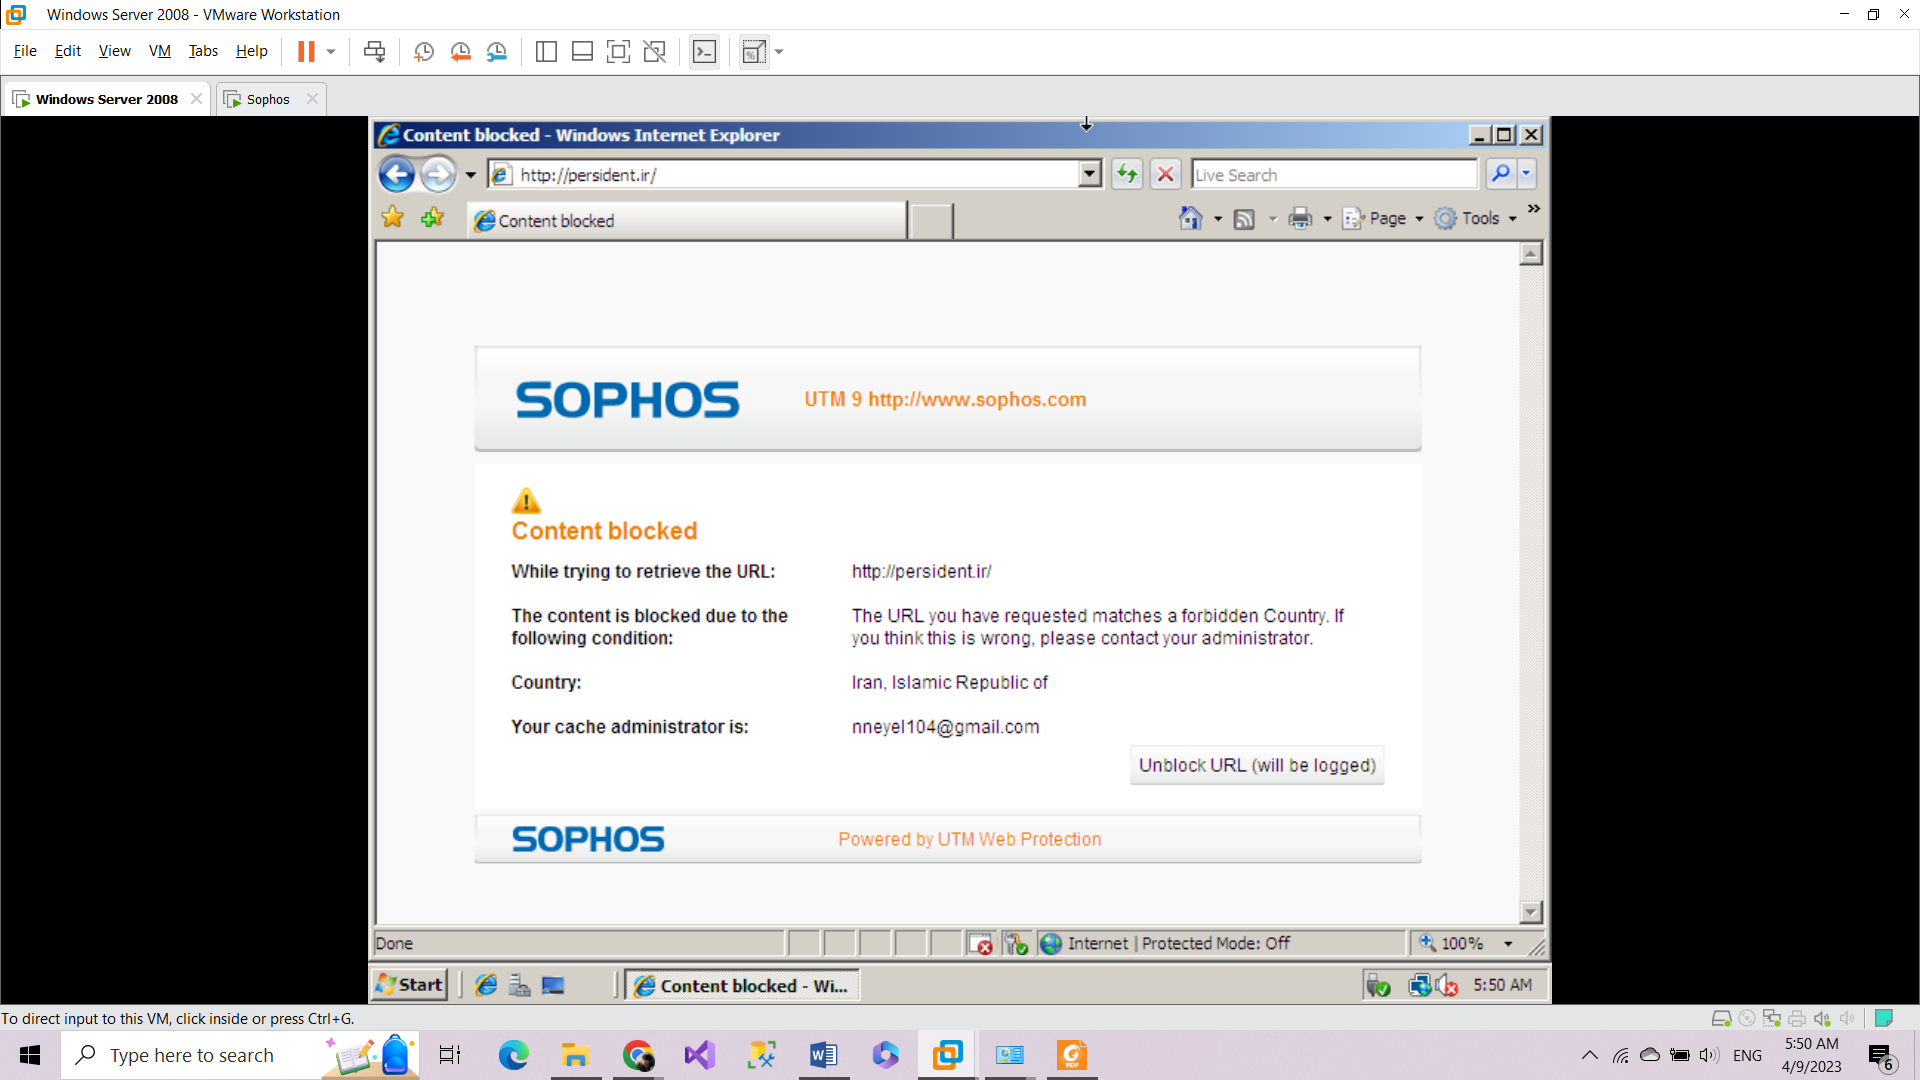 Windows Server 2008 - VMware Workstation
File Edit View VM Tabs Help
Windows Server 2008
Sophos
Content blocked - Windows Internet Explorer
http://persident.ir/
Live Search
Content blocked
Page
Tools
SOPHOS
UTM 9 http://www.sophos.com
Content blocked
While trying to retrieve the URL: http://persident.ir/
The content is blocked due to the following condition: The URL you have requested matches a forbidden Country. If
you think this is wrong, please contact your administrator.
Country: Iran, Islamic Republic of
Your cache administrator is: nneyel104@gmail.com
Unblock URL (will be logged)
SOPHOS
Powered by UTM Web Protection
Done
Internet | Protected Mode: Off
100%
Start
Content blocked - Wi...
5:50 AM
To direct input to this VM, click inside or press Ctrl+G.
Type here to search
ENG
5:50 AM
4/9/2023
6